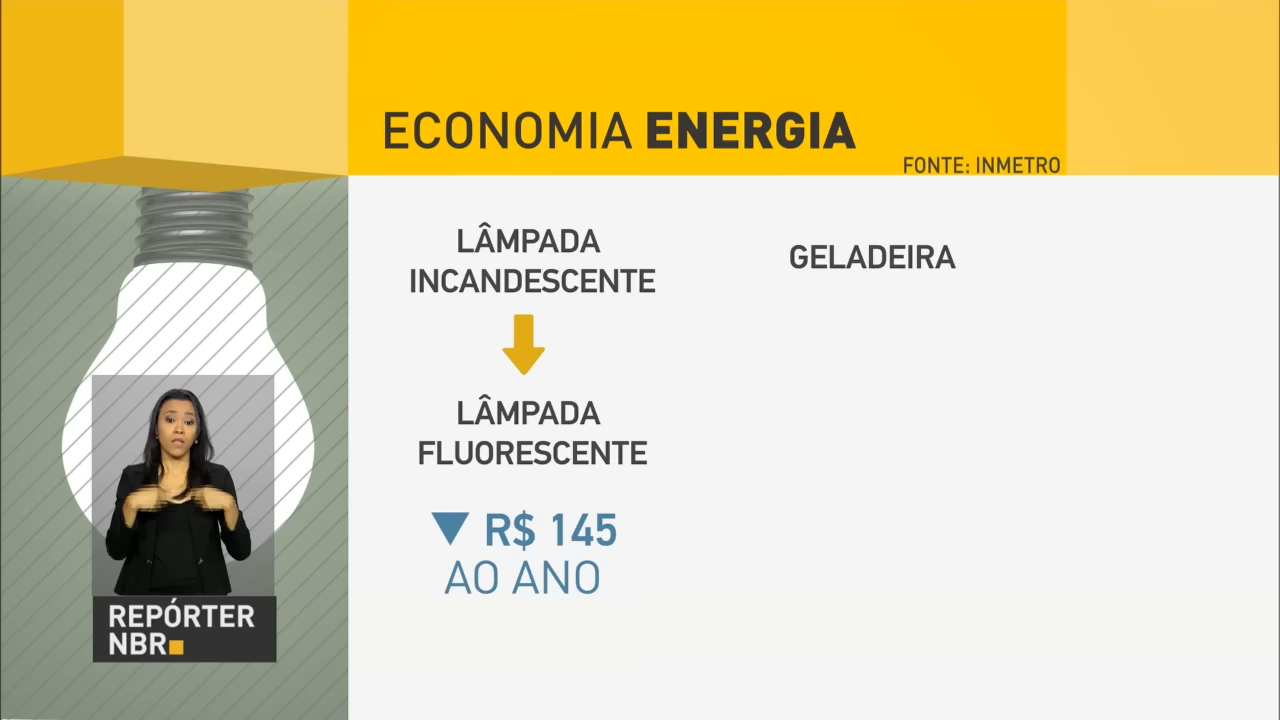 ECONOMIA ENERGIA
FONTE: INMETRO
LÂMPADA
INCANDESCENTE
LÂMPADA
FLUORESCENTE
R$ 145
AO ANO
GELADEIRA
REPÓRTER
NBR